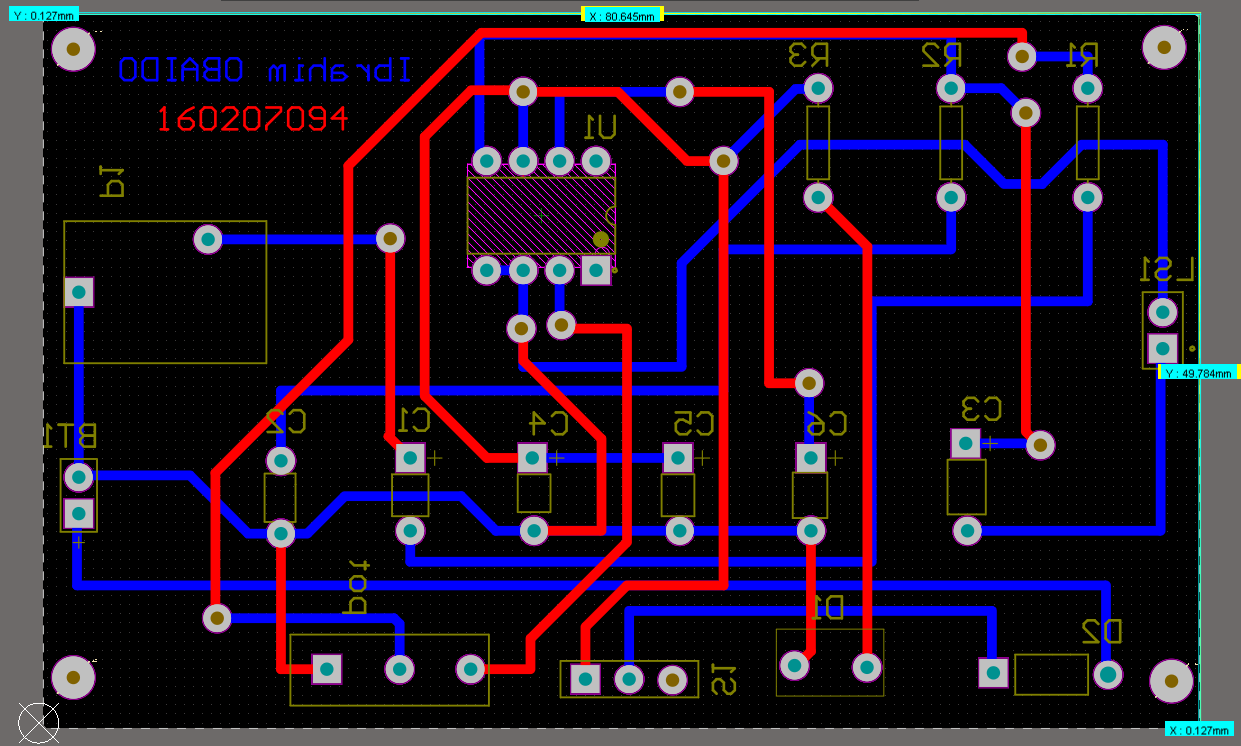 Y : 0.127mm
X : 80.645mm
Ibrahim OBAIDO
160207094
R3
R2
R1
U1
P1
LS1
Y : 49.784mm
C2
C1
C4
C5
C6
C3
BT1
Pot
D1
D2
S1
X : 0.127mm